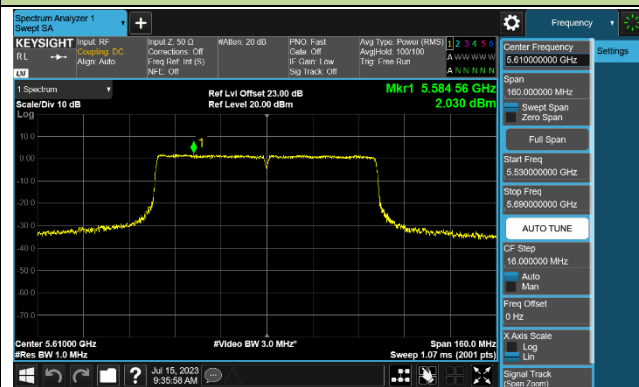 Spectrum Analyzer 1
Swept SA
Frequency
KEYSIGHT
RL
LXI
Input: RF
Coupling: DC
Align: Auto
Input Z: 50 Ω
Corrections: Off
Freq Ref: Int (S)
NFE: Off
#Atten: 20 dB
PNO: Fast
Gate: Off
IF Gain: Low
Sig Track: Off
Avg Type: Power (RMS)
Avg|Hold: 100/100
Trig: Free Run
1 2 3 4 5 6
A W W W W W
A N N N N N
1 Spectrum
Scale/Div 10 dB
Log
Ref Lvl Offset 23.00 dB
Ref Level 20.00 dBm
Mkr1 5.584 56 GHz
2.030 dBm
1
10.0
0.00
-10.0
-20.0
-30.0
-40.0
-50.0
-60.0
-70.0
Center 5.61000 GHz
#Res BW 1.0 MHz
#Video BW 3.0 MHz*
Span 160.0 MHz
Sweep 1.07 ms (2001 pts)
Jul 15, 2023
9:35:58 AM
Center Frequency
5.610000000 GHz
Span
160.000000 MHz
Swept Span
Zero Span
Full Span
Start Freq
5.530000000 GHz
Stop Freq
5.690000000 GHz
AUTO TUNE
CF Step
16.000000 MHz
Auto
Man
Freq Offset
0 Hz
X Axis Scale
Log
Lin
Signal Track
(Span Zoom)
Settings